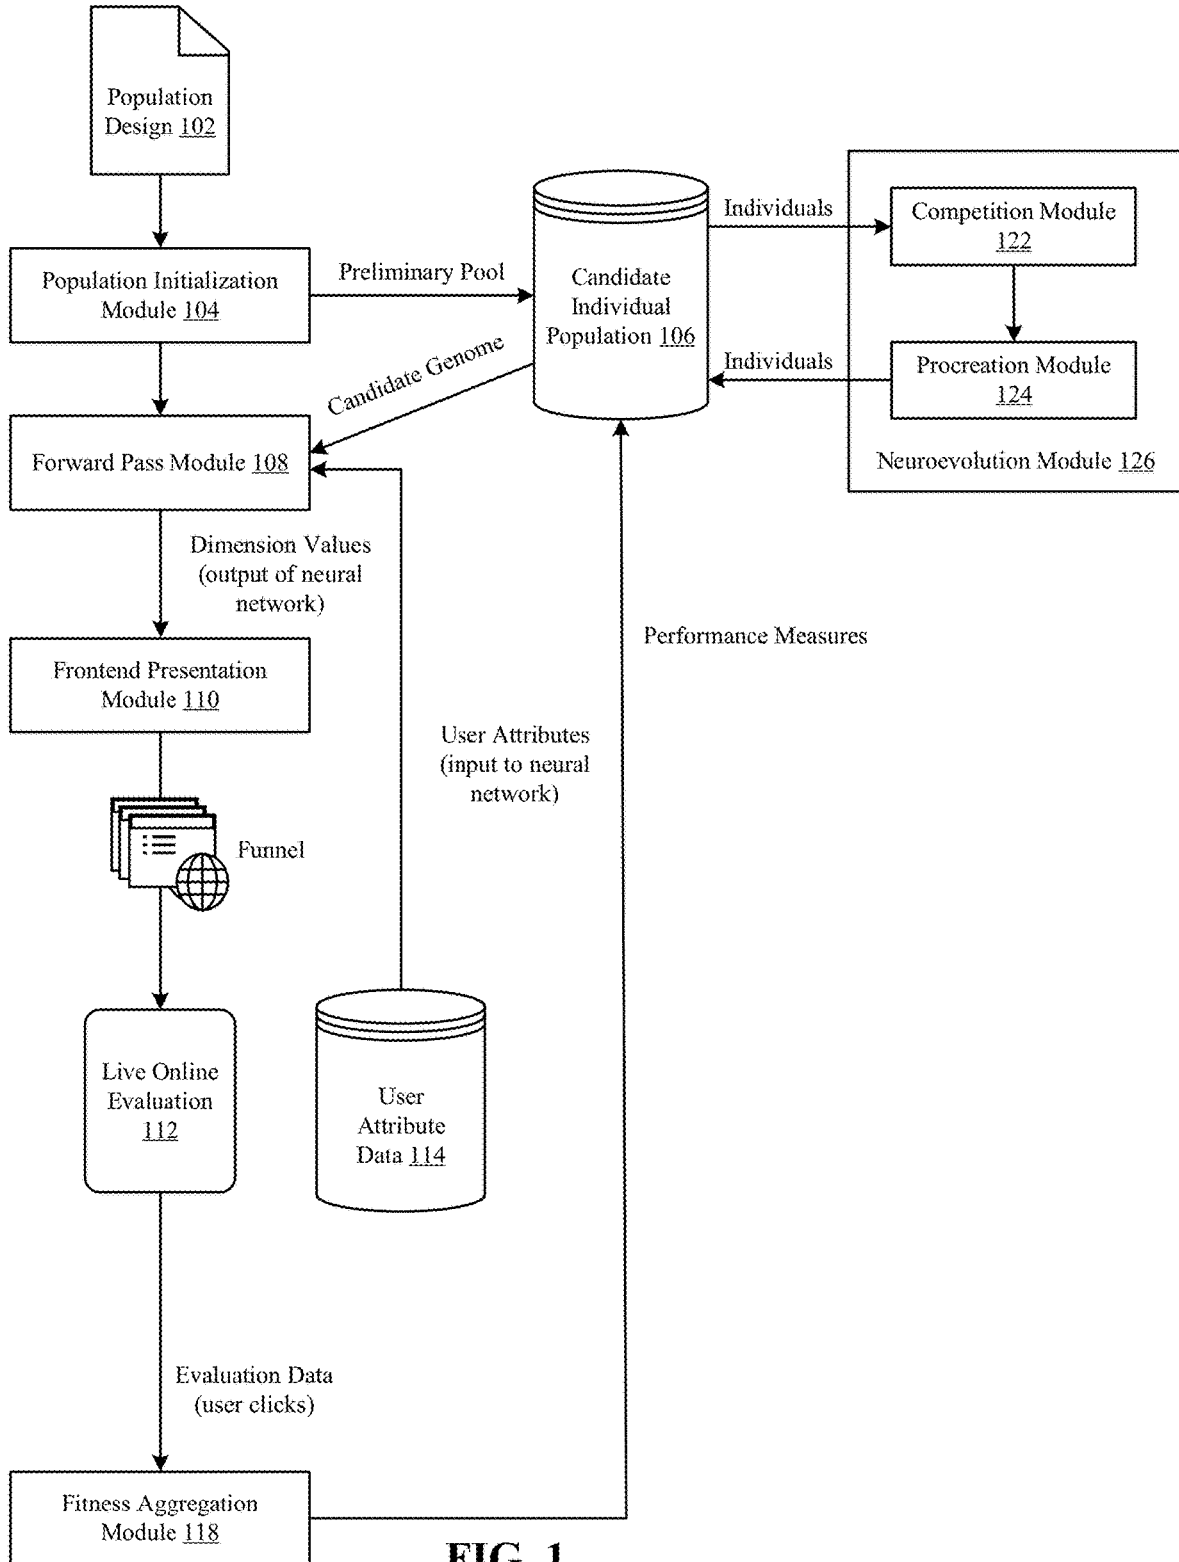 Population
Design 102
Population Initialization
Module 104
Preliminary Pool
Candidate
Individual
Population 106
Individuals
Competition Module
122
Individuals
Procreation Module
124
Neuroevolution Module 126
Candidate Genome
Forward Pass Module 108
Dimension Values
(output of neural
network)
Frontend Presentation
Module 110
Performance Measures
User Attributes
(input to neural
network)
Funnel
Live Online
Evaluation
112
User
Attribute
Data 114
Evaluation Data
(user clicks)
Fitness Aggregation
Module 118
FIG. 1